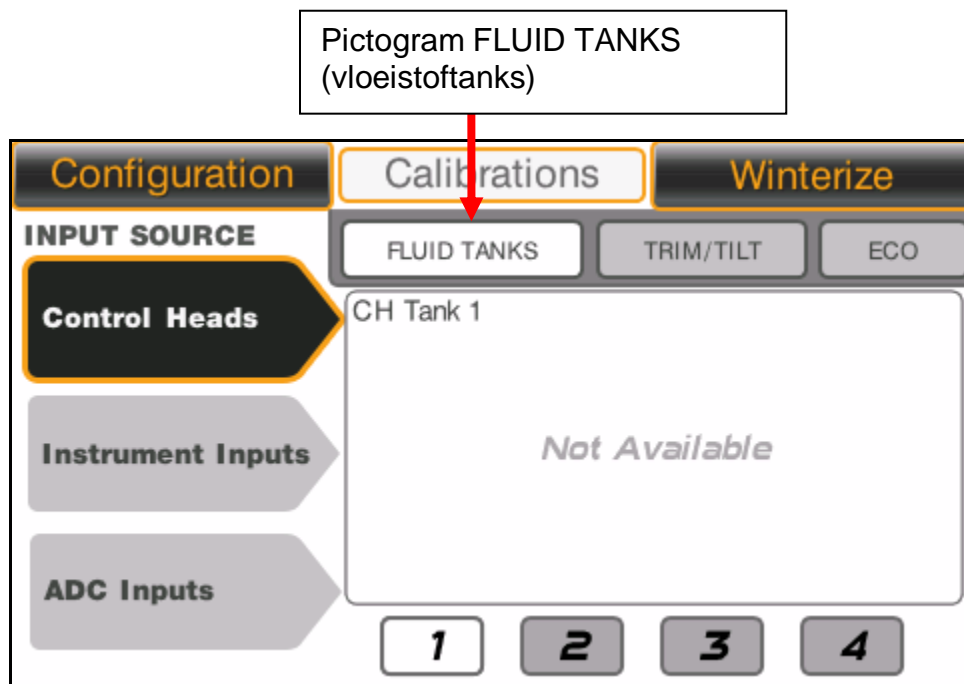 Pictogram FLUID TANKS
(vloeistoftanks)
Configuration
Calibrations
Winterize
INPUT SOURCE
FLUID TANKS
TRIM/TILT
ECO
Control Heads
CH Tank 1
Instrument Inputs
Not Available
ADC Inputs
1
2
3
4